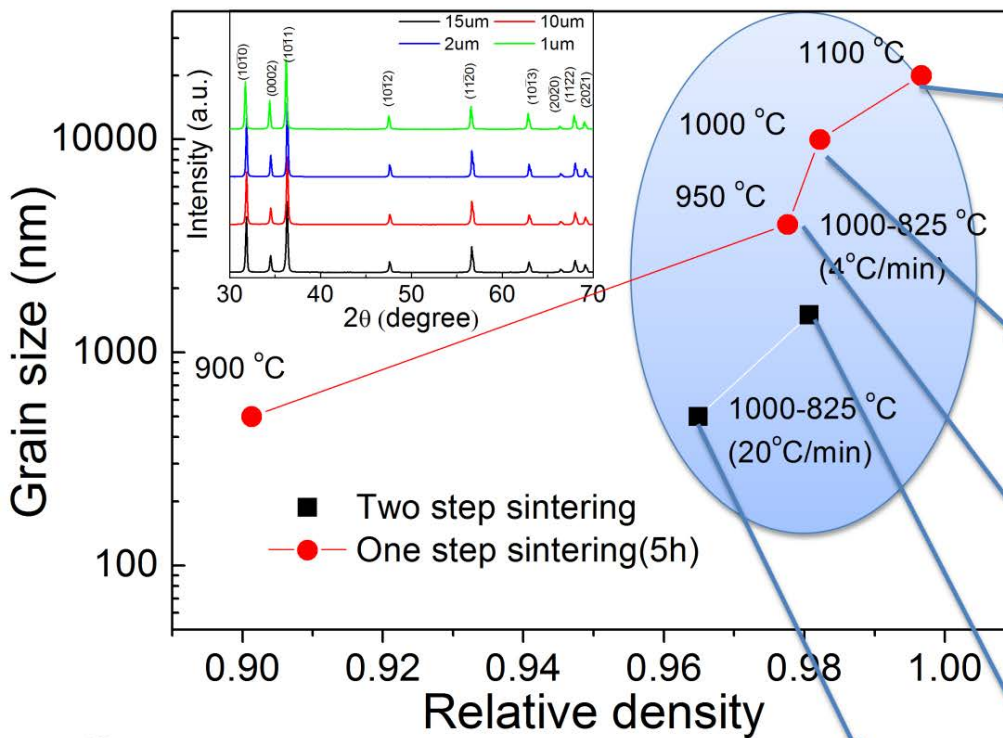 15um
10um
2um
1um
(1010)
(0002)
(1011)
(1012)
(1120)
(1013)
(2020)
(1122)
(2021)
Intensity (a.u.)
30
40
50
60
70
2θ (degree)
1100 °C
1000 °C
950 °C
1000-825 °C
(4°C/min)
900 °C
1000-825 °C
(20°C/min)
Two step sintering
One step sintering(5h)
10000
1000
100
Grain size (nm)
0.90
0.92
0.94
0.96
0.98
1.00
Relative density